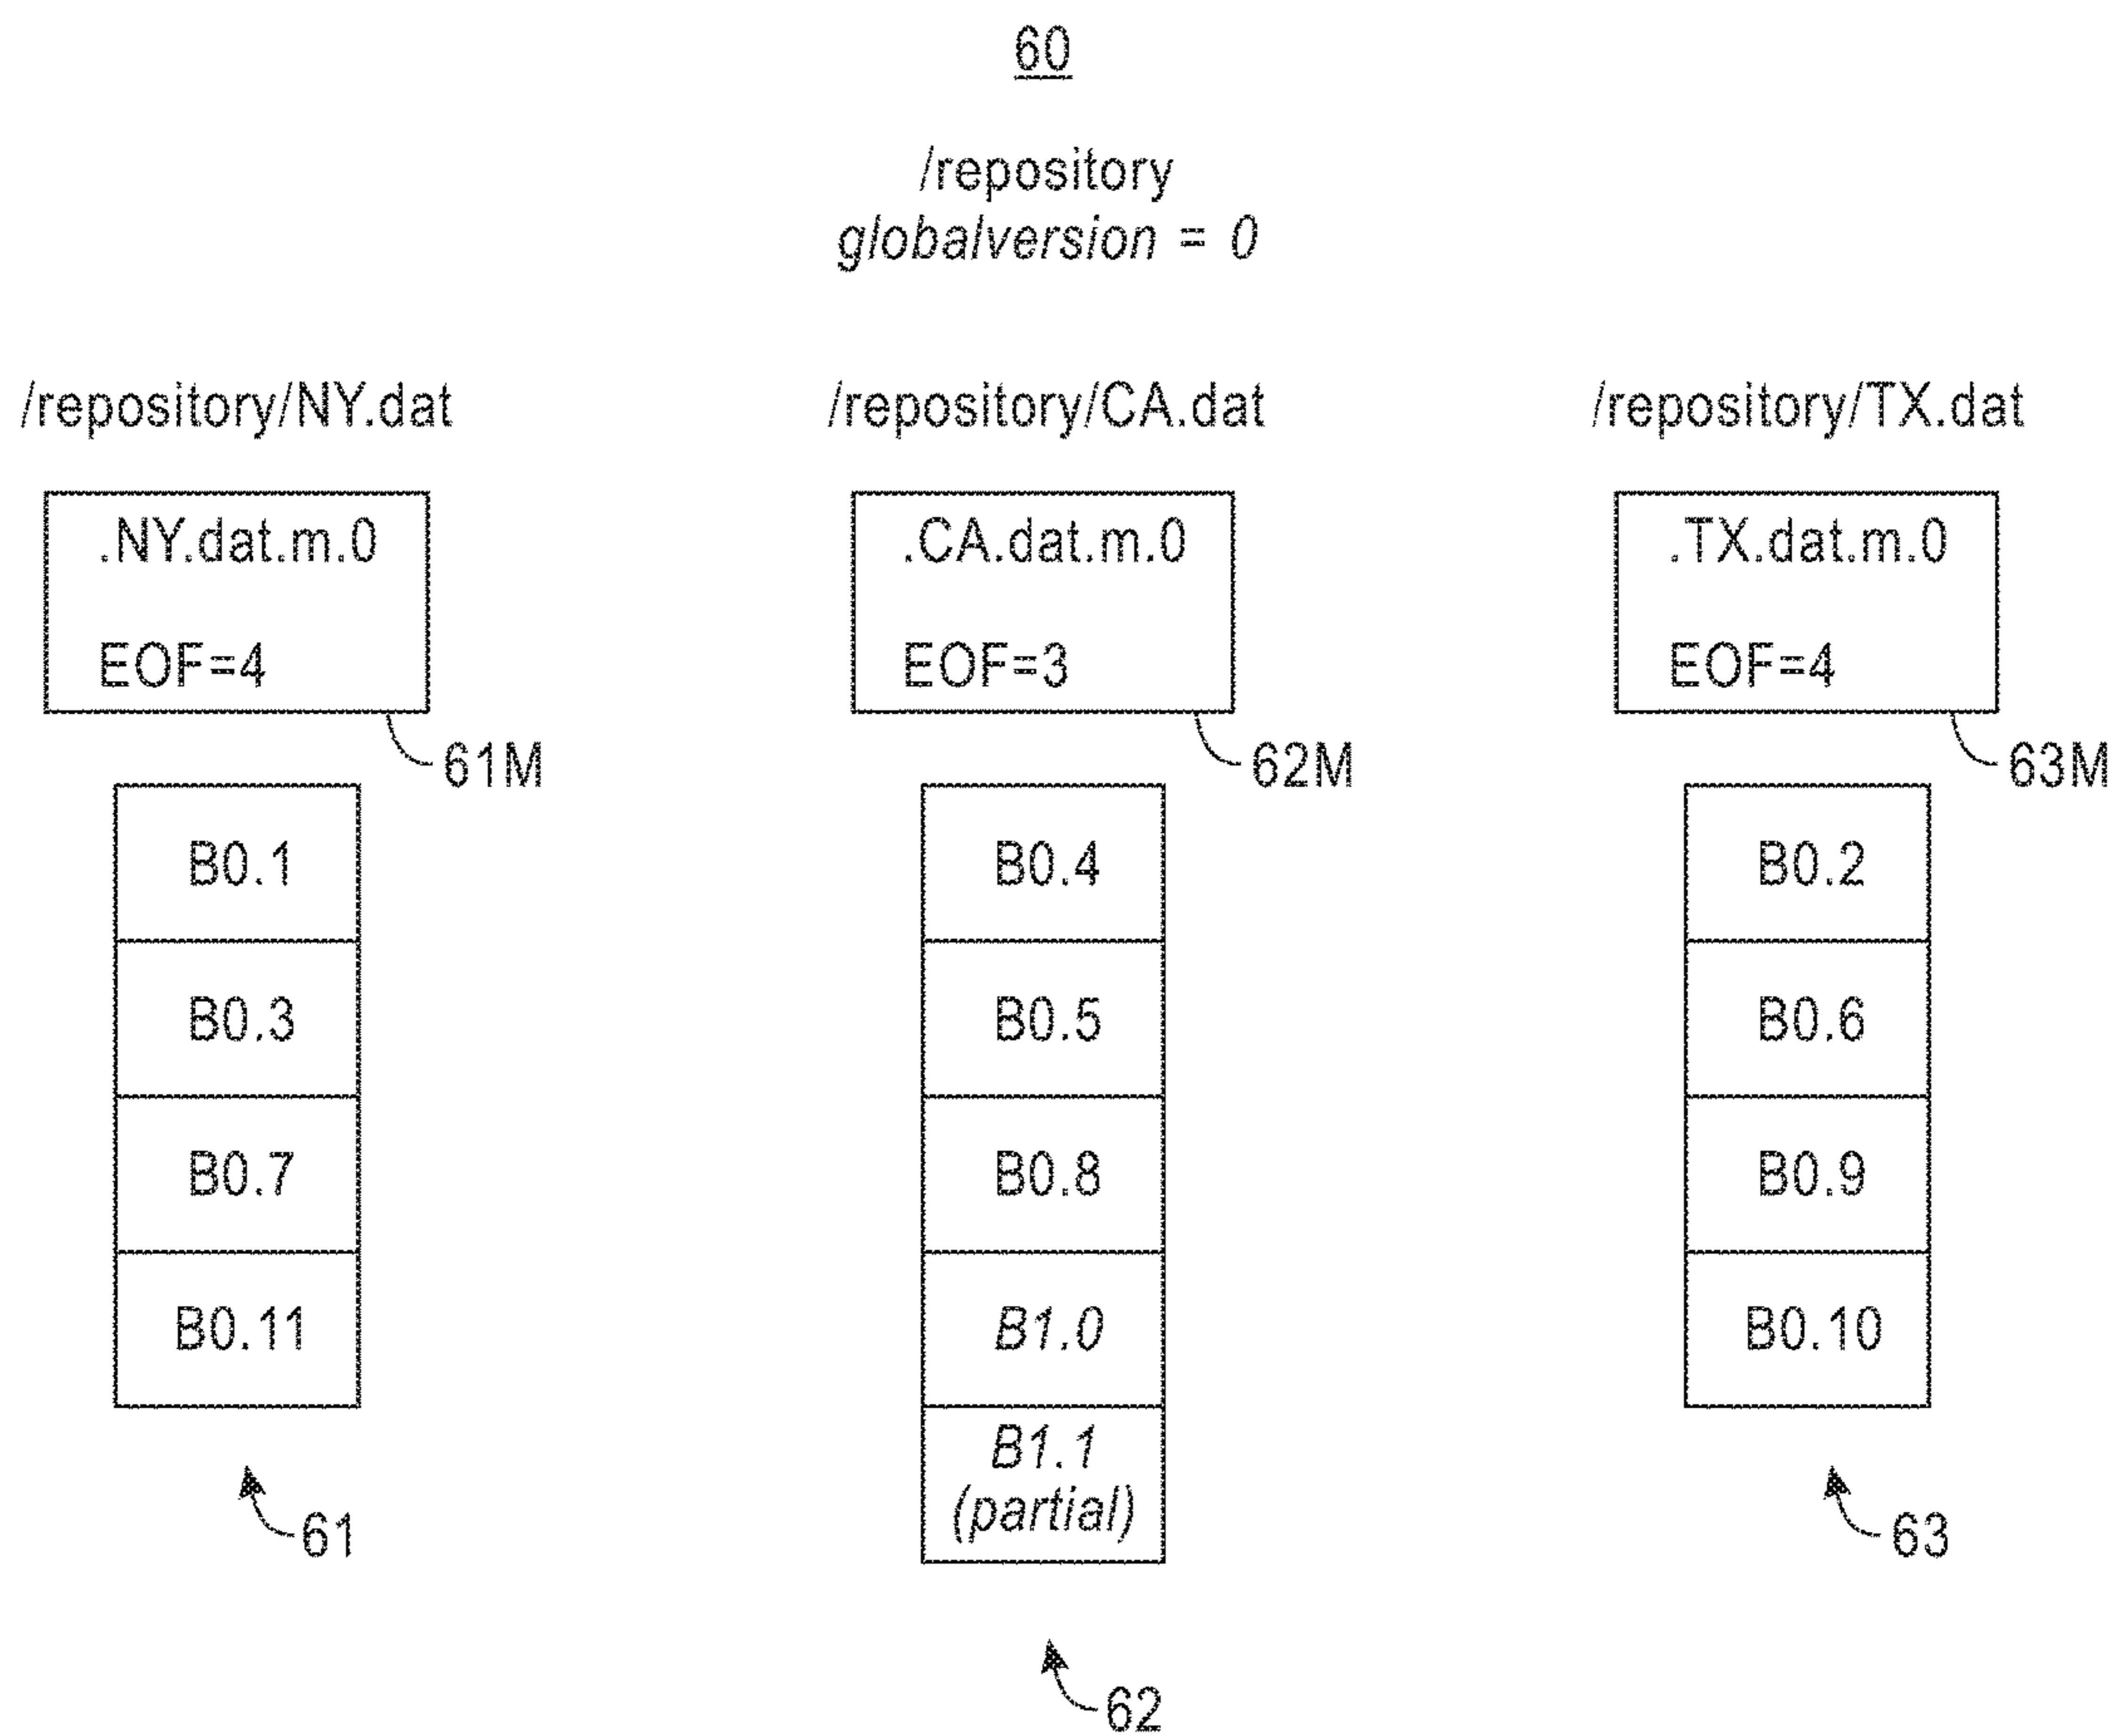 60
/repository
globalversion = 0
/repository/NY.dat
.NY.dat.m.0
EOF=4
61M
B0.1
B0.3
B0.7
B0.11
61
/repository/CA.dat
.CA.dat.m.0
EOF=3
62M
B0.4
B0.5
B0.8
B1.0
B1.1
(partial)
62
/repository/TX.dat
.TX.dat.m.0
EOF=4
63M
B0.2
B0.6
B0.9
B0.10
63